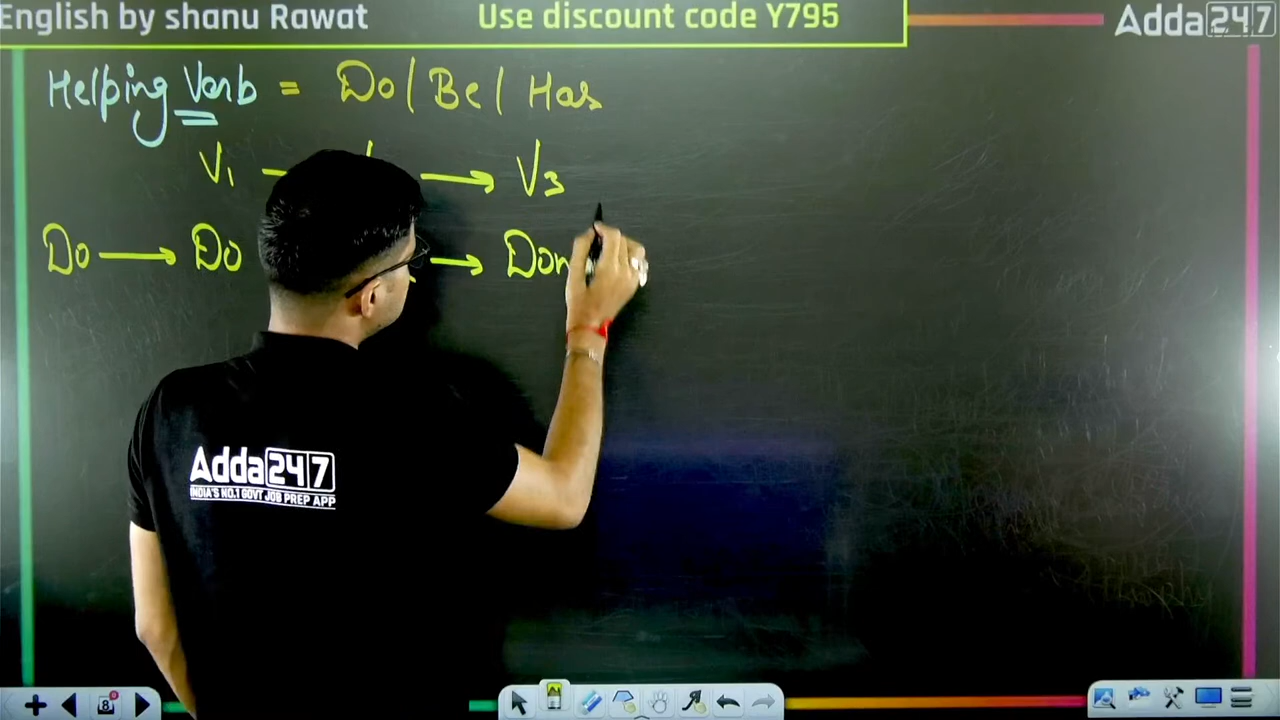 English by shanu Rawat
Use discount code Y795
Adda247
Helping Verb = Do / Be / Has
V1 → → V3
Do → Do → Don
Adda247
INDIA'S NO.1 GOVT JOB PREP APP
8